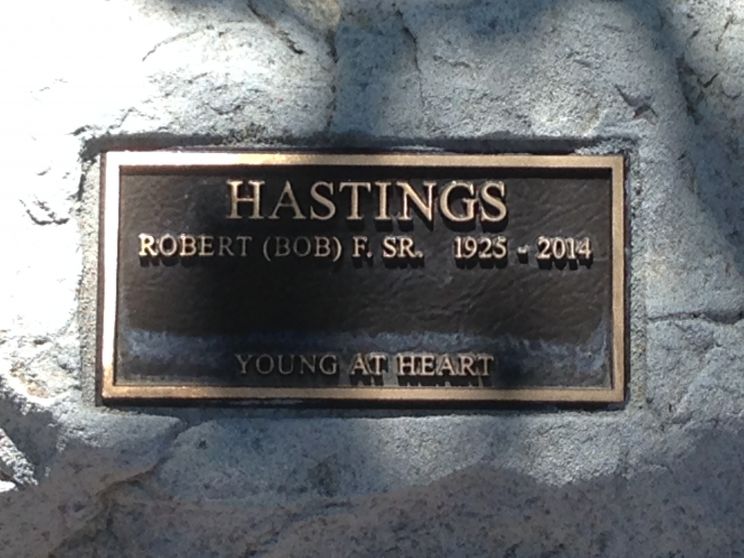 HASTINGS
ROBERT (BOB) F. SR. 1925 - 2014
YOUNG AT HEART